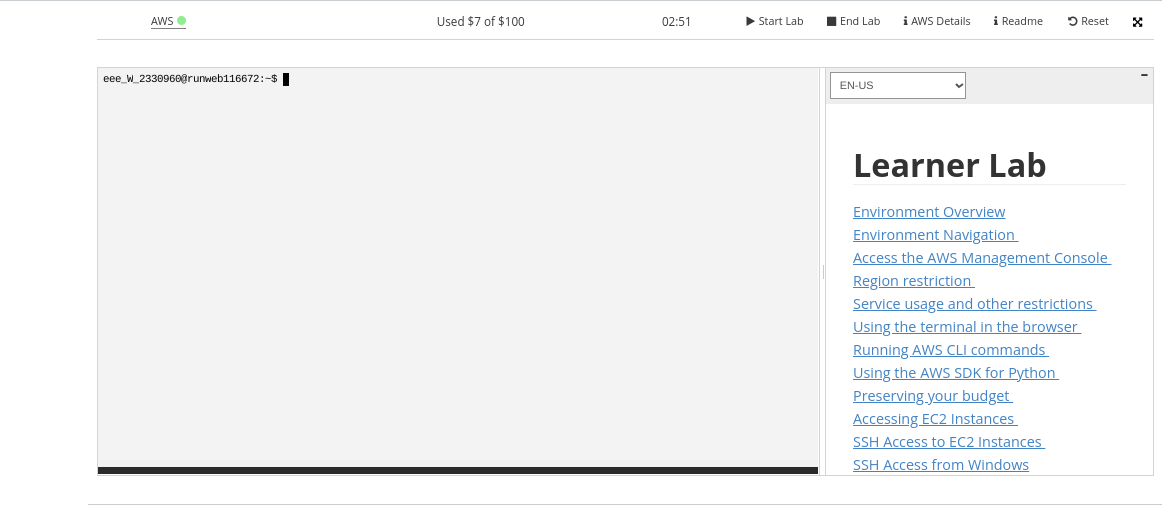 AWS Used $7 of $100 02:51 Start Lab End Lab AWS Details Readme Reset
eee_W_2330960@runweb116672:~$
EN-US
Learner Lab
Environment Overview
Environment Navigation
Access the AWS Management Console
Region restriction
Service usage and other restrictions
Using the terminal in the browser
Running AWS CLI commands
Using the AWS SDK for Python
Preserving your budget
Accessing EC2 Instances
SSH Access to EC2 Instances
SSH Access from Windows